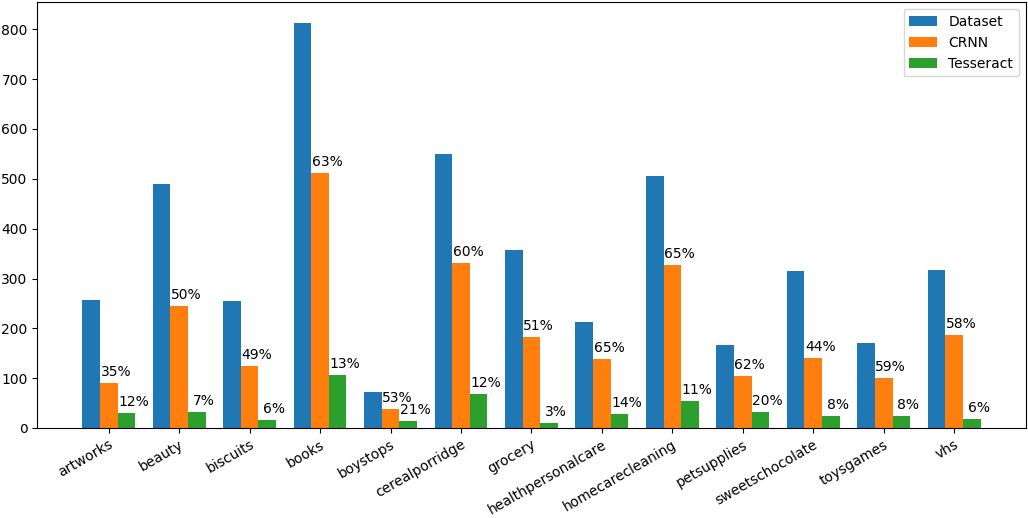 Dataset
CRNN
Tesseract
800
700
600
500
400
300
200
100
0
35%
12%
50%
7%
49%
6%
63%
13%
53%
21%
60%
12%
51%
3%
65%
14%
65%
11%
62%
20%
44%
8%
59%
8%
58%
6%
artworks
beauty
biscuits
books
boystops
cerealporridge
grocery
healthpersonalcare
homecarecleaning
petsupplies
sweetschocolate
toysgames
vhs